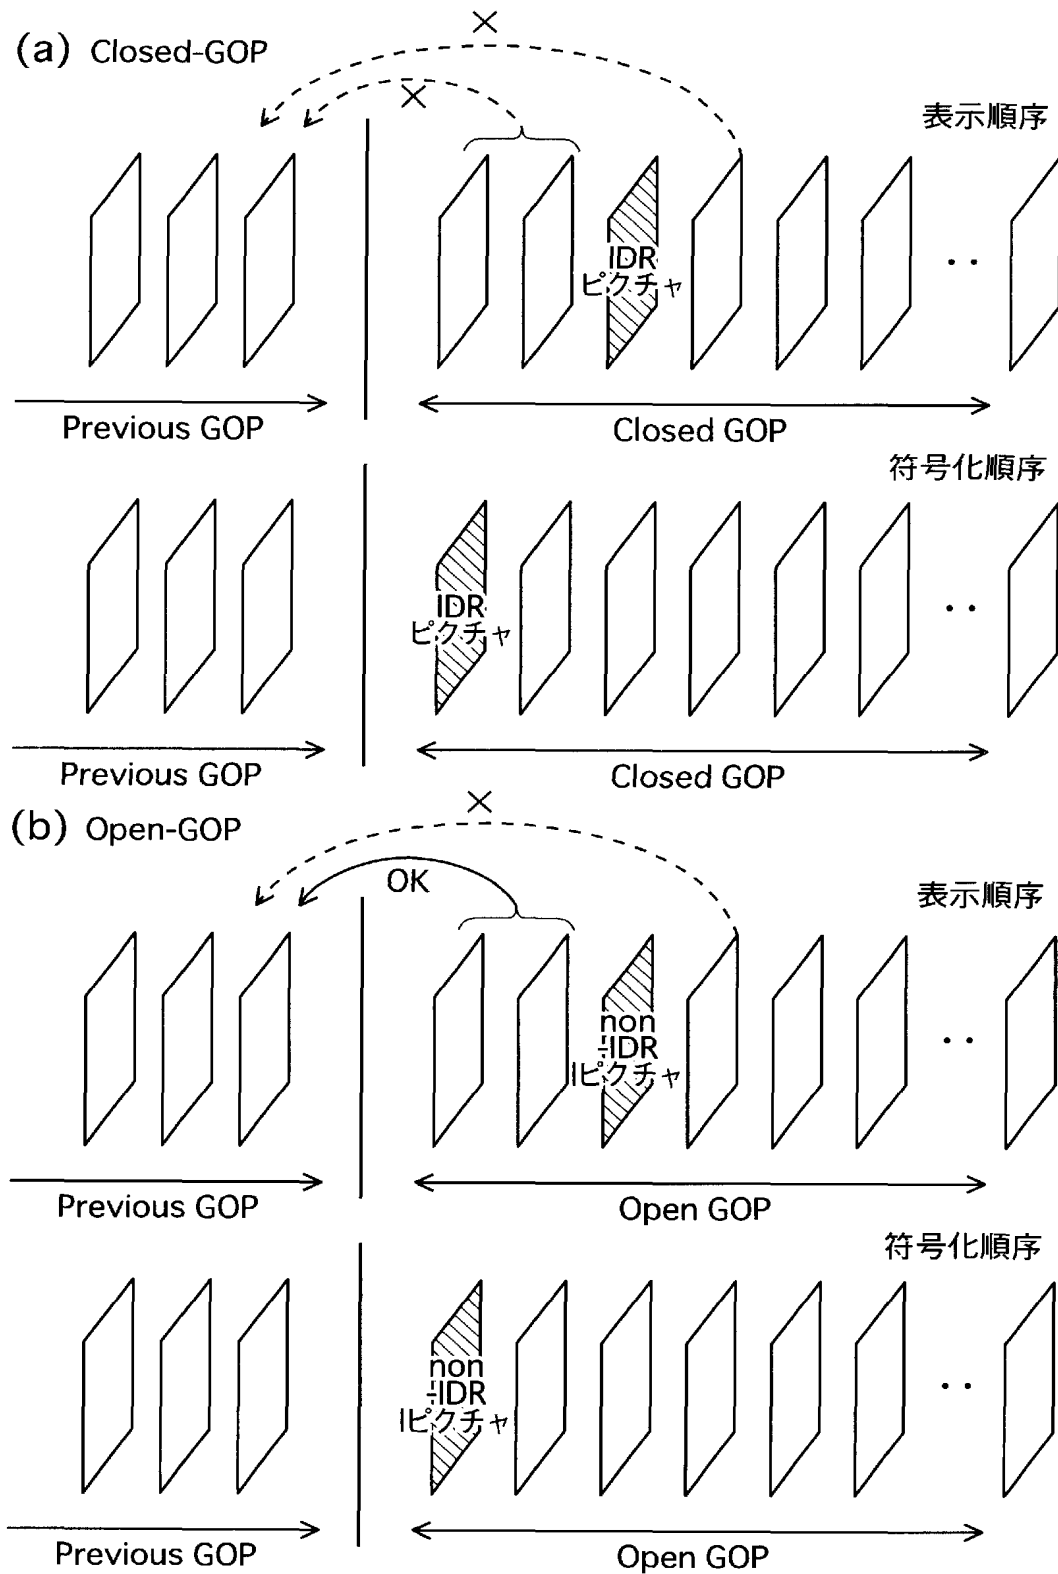 (a) Closed-GOP
×
×
表示順序
IDR
ピクチャ
‥
Previous GOP
Closed GOP
符号化順序
IDR
ピクチャ
‥
Previous GOP
Closed GOP
(b) Open-GOP
×
OK
表示順序
non
-IDR
Iピクチャ
‥
Previous GOP
Open GOP
符号化順序
non
-IDR
Iピクチャ
‥
Previous GOP
Open GOP